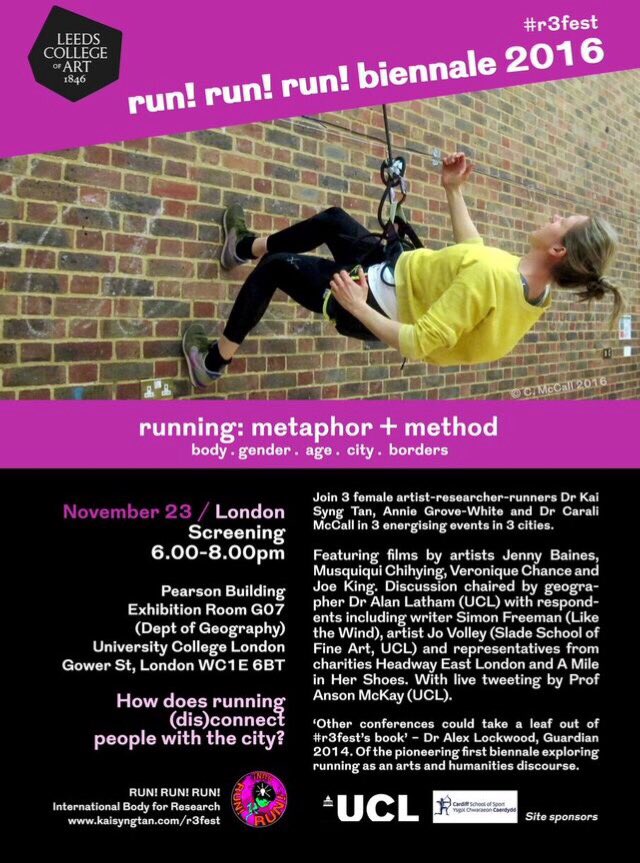 LEEDS
COLLEGE
OF ART
1846
#r3fest
run! run! run! biennale 2016
© C. McCall 2016
running: metaphor + method
body . gender . age . city . borders
November 23 / London
Screening
6.00-8.00pm
Pearson Building
Exhibition Room G07
(Dept of Geography)
University College London
Gower St, London WC1E 6BT
How does running
(dis)connect
people with the city?
RUN! RUN! RUN!
International Body for Research
www.kaisyngtan.com/r3fest
RUN! RUN! RUN!
Join 3 female artist-researcher-runners Dr Kai
Syng Tan, Annie Grove-White and Dr Carali
McCall in 3 energising events in 3 cities.
Featuring films by artists Jenny Baines,
Musquiqui Chihying, Veronique Chance and
Joe King. Discussion chaired by geogra-
pher Dr Alan Latham (UCL) with respond-
ents including writer Simon Freeman (Like
the Wind), artist Jo Volley (Slade School of
Fine Art, UCL) and representatives from
charities Headway East London and A Mile
in Her Shoes. With live tweeting by Prof
Anson McKay (UCL).
‘Other conferences could take a leaf out of
#r3fest’s book’ – Dr Alex Lockwood, Guardian
2014. Of the pioneering first biennale exploring
running as an arts and humanities discourse.
UCL
Cardiff School of Sport
Ysgol Chwaraeon Caerdydd
Site sponsors